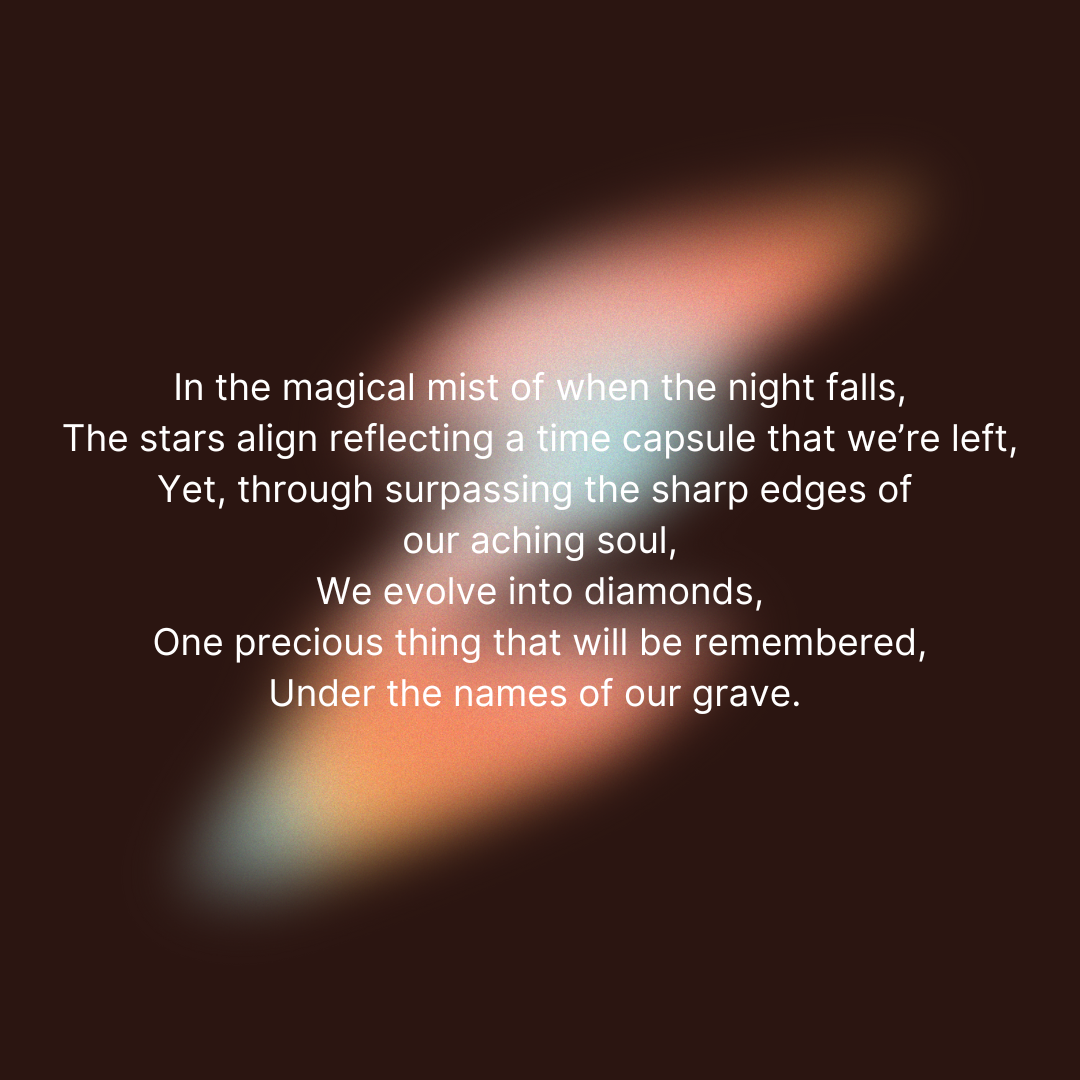 In the magical mist of when the night falls,
The stars align reflecting a time capsule that we’re left,
Yet, through surpassing the sharp edges of
our aching soul,
We evolve into diamonds,
One precious thing that will be remembered,
Under the names of our grave.